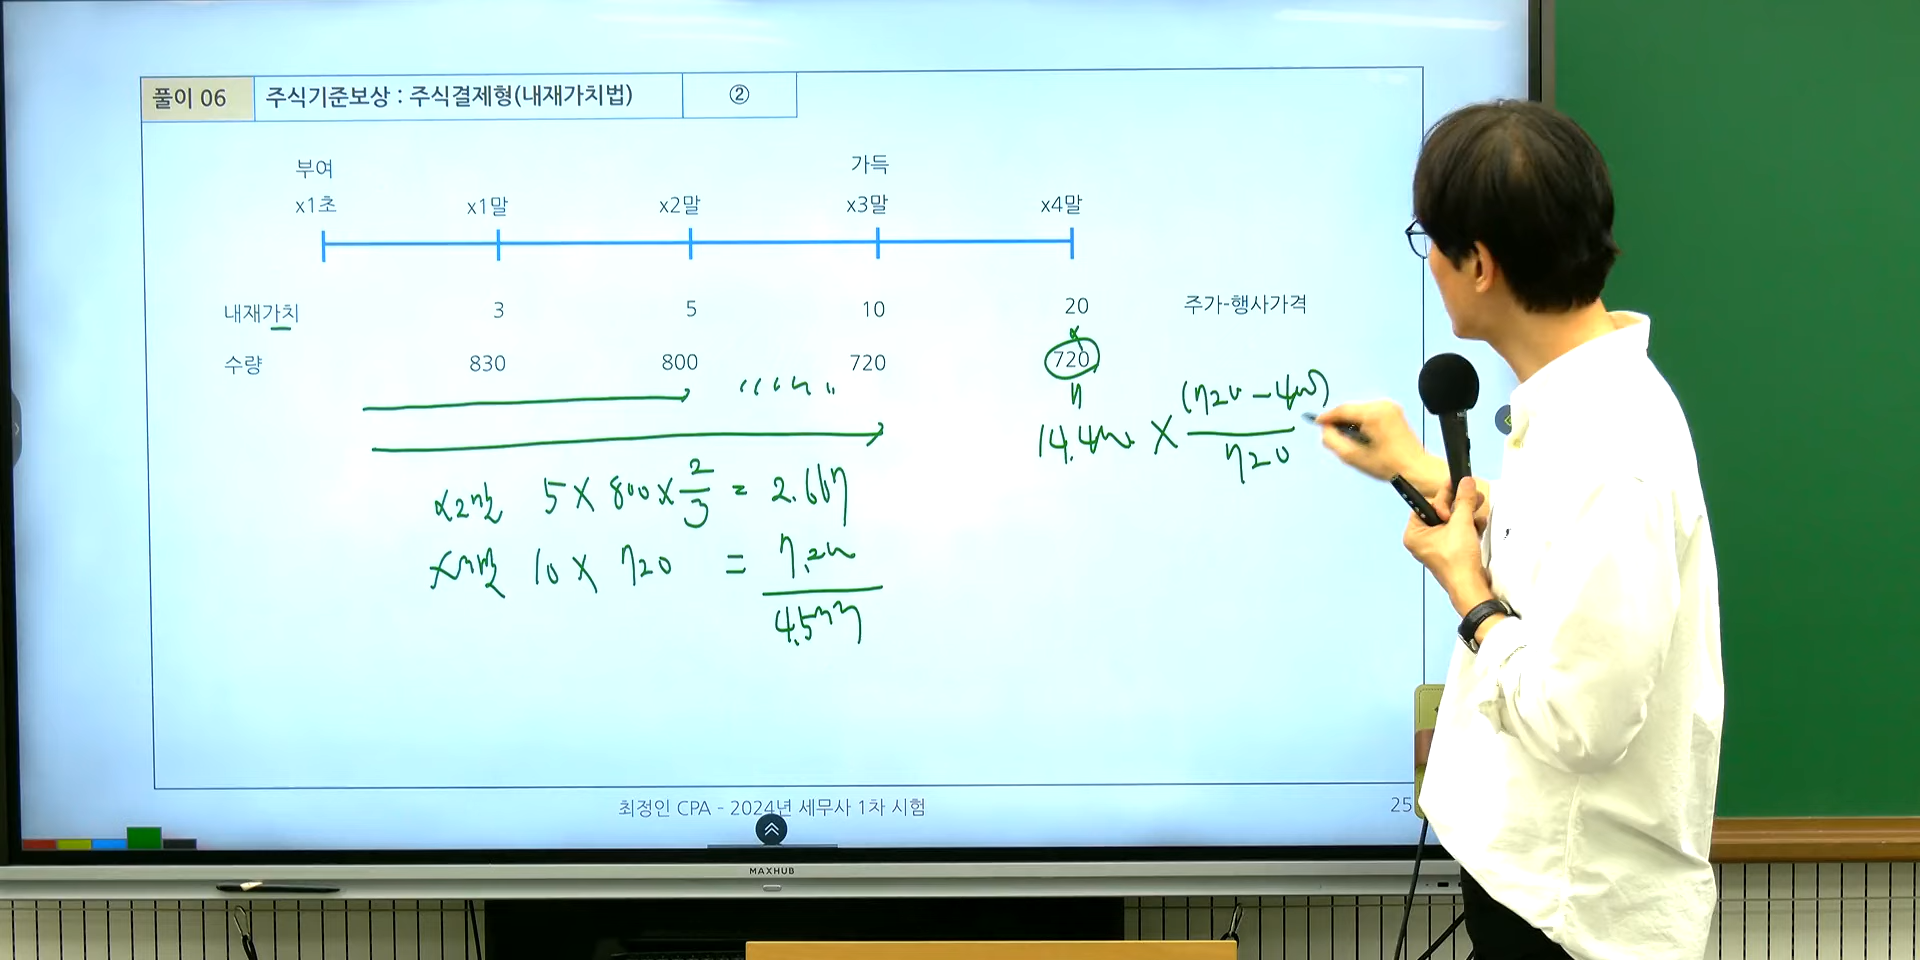 풀이 06 주식기준보상 : 주식결제형(내재가치법) ②
부여 가득
x1초 x1말 x2말 x3말 x4말
내재가치 3 5 10 20 주가-행사가격
수량 830 800 720 720
(720-400)
14.400 × 720
x2말 5 × 800 × 2/3 = 2.667
x3말 10 × 720 = 7.200
4.533
최정인 CPA - 2024년 세무사 1차 시험
25
MAXHUB